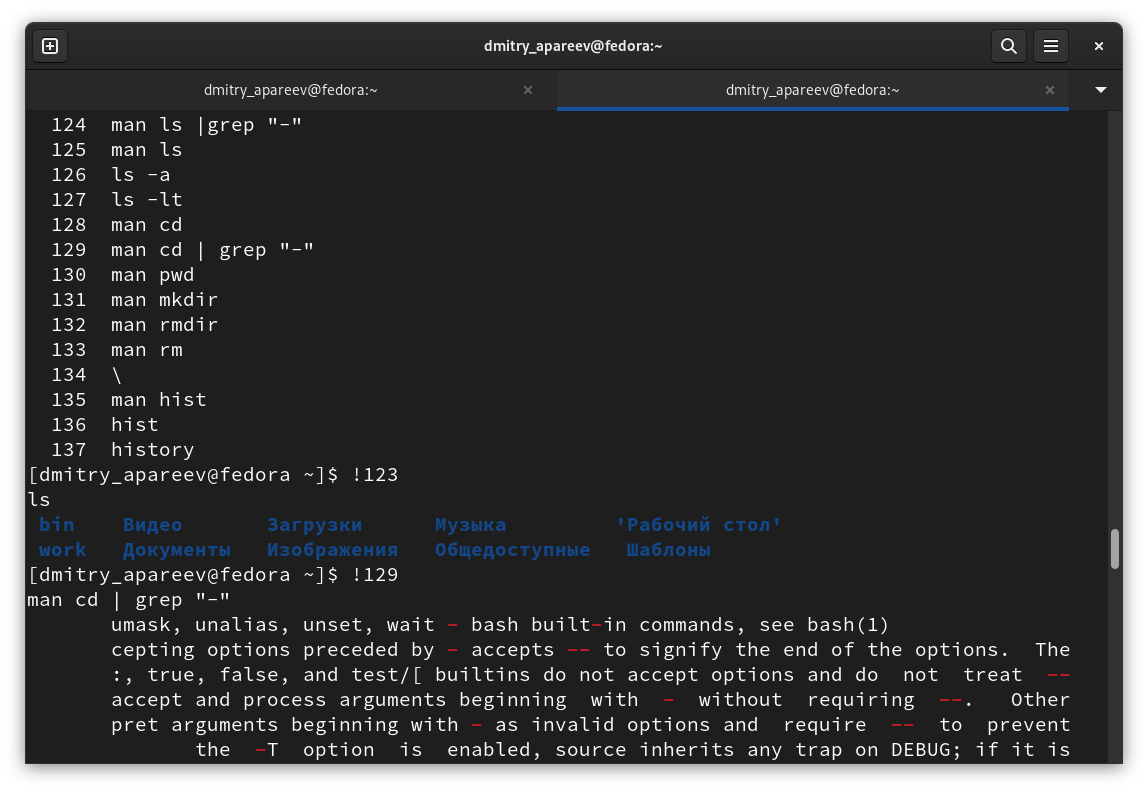 dmitry_apareev@fedora:~
dmitry_apareev@fedora:~ dmitry_apareev@fedora:~
124 man ls |grep "-"
125 man ls
126 ls -a
127 ls -lt
128 man cd
129 man cd | grep "-"
130 man pwd
131 man mkdir
132 man rmdir
133 man rm
134 \
135 man hist
136 hist
137 history
[dmitry_apareev@fedora ~]$ !123
ls
bin Видео Загрузки Музыка 'Рабочий стол'
work Документы Изображения Общедоступные Шаблоны
[dmitry_apareev@fedora ~]$ !129
man cd | grep "-"
umask, unalias, unset, wait - bash built-in commands, see bash(1)
cepting options preceded by - accepts -- to signify the end of the options. The
:, true, false, and test/[ builtins do not accept options and do not treat --
accept and process arguments beginning with - without requiring --. Other
pret arguments beginning with - as invalid options and require -- to prevent
the -T option is enabled, source inherits any trap on DEBUG; if it is